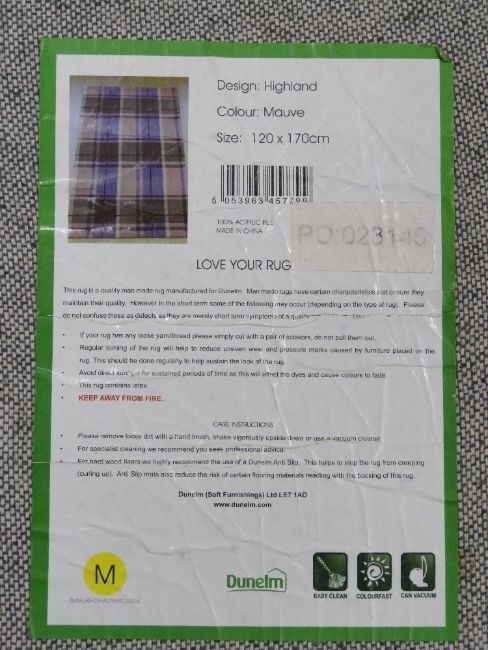 Design: Highland
Colour: Mauve
Size: 120 x 170cm
5 053963 457
100% ACRYLIC PILE
MADE IN CHINA
PO 023146
LOVE YOUR RUG
This rug is a quality man made rug manufactured for Dunelm. Man made rugs have certain characteristics that ensure they
maintain their quality. However in the short term some of the following may occur (depending on the type of rug). Please
do not confuse these as defects as they are merely short term symptoms of a
• If your rug has any loose yarn/thread please simply cut with a pair of scissors, do not pull them out.
• Regular turning of the rug will help to reduce uneven wear and pressure marks caused by furniture placed on the
rug. This should be done regularly to help sustain the look of the rug.
• Avoid direct sunlight for sustained periods of time as this will affect the dyes and cause colours to fade.
• This rug contains latex.
• KEEP AWAY FROM FIRE.
CARE INSTRUCTIONS
• Please remove loose dirt with a hand brush, shake vigorously upside down or use a vacuum cleaner
• For specialist cleaning we recommend you seek professional advice.
• For hard wood floors we highly recommend the use of a Dunelm Anti Slip. This helps to stop the rug from creeping
(curling up). Anti Slip mats also reduce the risk of certain flooring materials reacting with the backing of this rug.
Dunelm (Soft Furnishings) Ltd LE7 1AD
www.dunelm.com
M
Dunelm
EASY CLEAN
COLOURFAST
CAN VACUUM